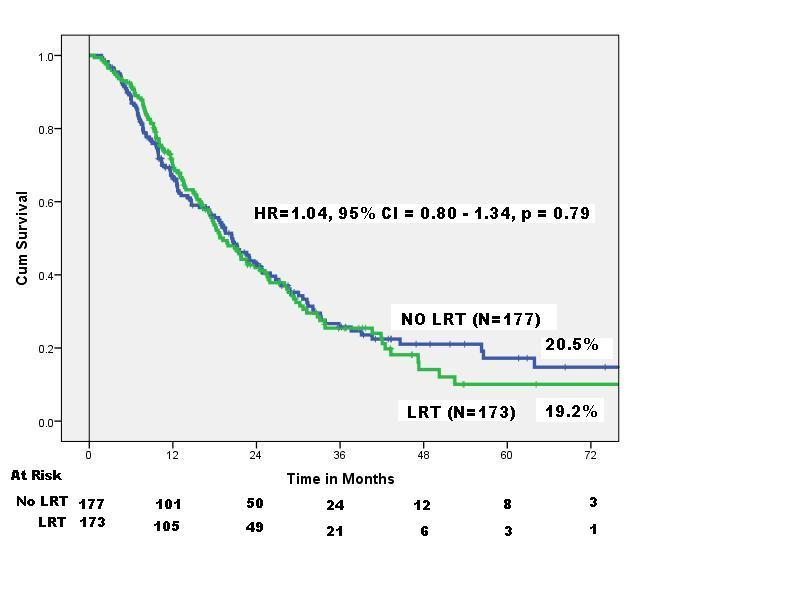 1.0
0.8
0.6
0.4
0.2
0.0
Cum Survival
HR=1.04, 95% CI = 0.80 - 1.34, p = 0.79
NO LRT (N=177)
20.5%
LRT (N=173)
19.2%
0 12 24 36 48 60 72
Time in Months
At Risk
No LRT 177 101 50 24 12 8 3
LRT 173 105 49 21 6 3 1